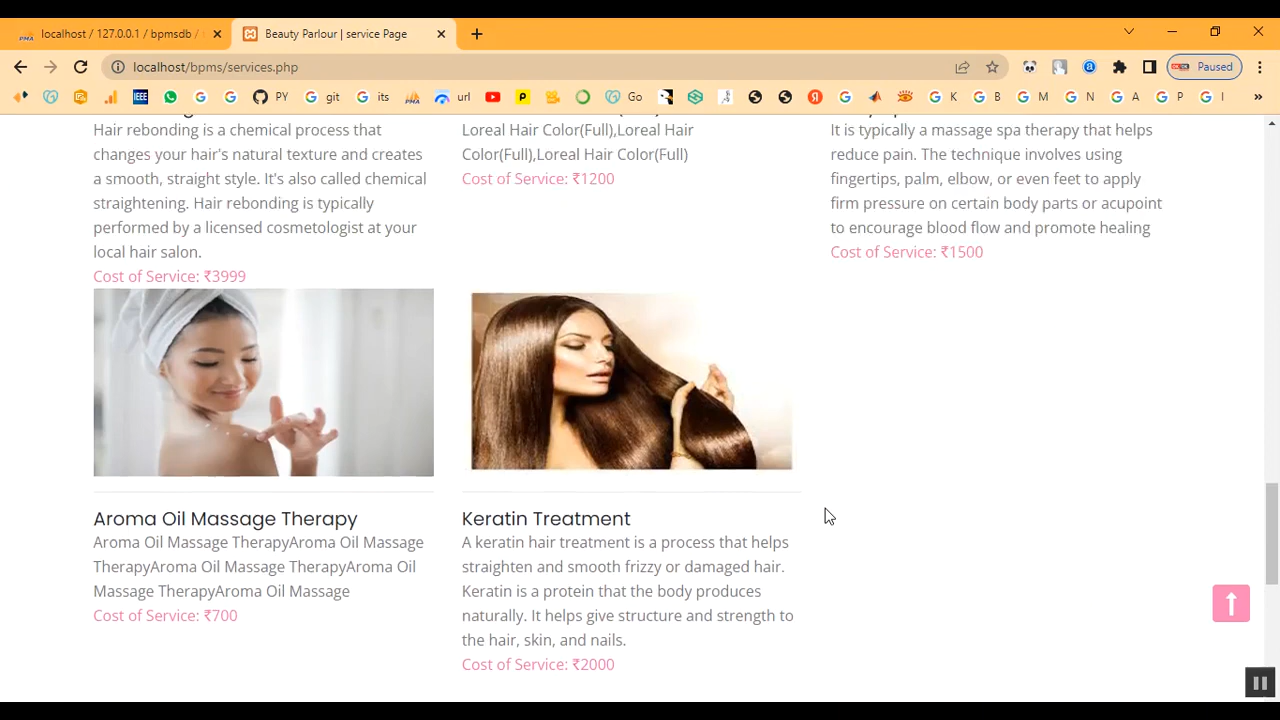 localhost / 127.0.0.1 / bpmsdb /
Beauty Parlour | service Page
localhost/bpms/services.php
Paused
IEEE
PY
git
its
url
Go
K
B
M
N
A
P
I
Hair rebonding is a chemical process that
changes your hair's natural texture and creates
a smooth, straight style. It's also called chemical
straightening. Hair rebonding is typically
performed by a licensed cosmetologist at your
local hair salon.
Cost of Service: ₹3999
Loreal Hair Color(Full),Loreal Hair
Color(Full),Loreal Hair Color(Full)
Cost of Service: ₹1200
It is typically a massage spa therapy that helps
reduce pain. The technique involves using
fingertips, palm, elbow, or even feet to apply
firm pressure on certain body parts or acupoint
to encourage blood flow and promote healing
Cost of Service: ₹1500
Aroma Oil Massage Therapy
Aroma Oil Massage TherapyAroma Oil Massage
TherapyAroma Oil Massage TherapyAroma Oil
Massage TherapyAroma Oil Massage
Cost of Service: ₹700
Keratin Treatment
A keratin hair treatment is a process that helps
straighten and smooth frizzy or damaged hair.
Keratin is a protein that the body produces
naturally. It helps give structure and strength to
the hair, skin, and nails.
Cost of Service: ₹2000